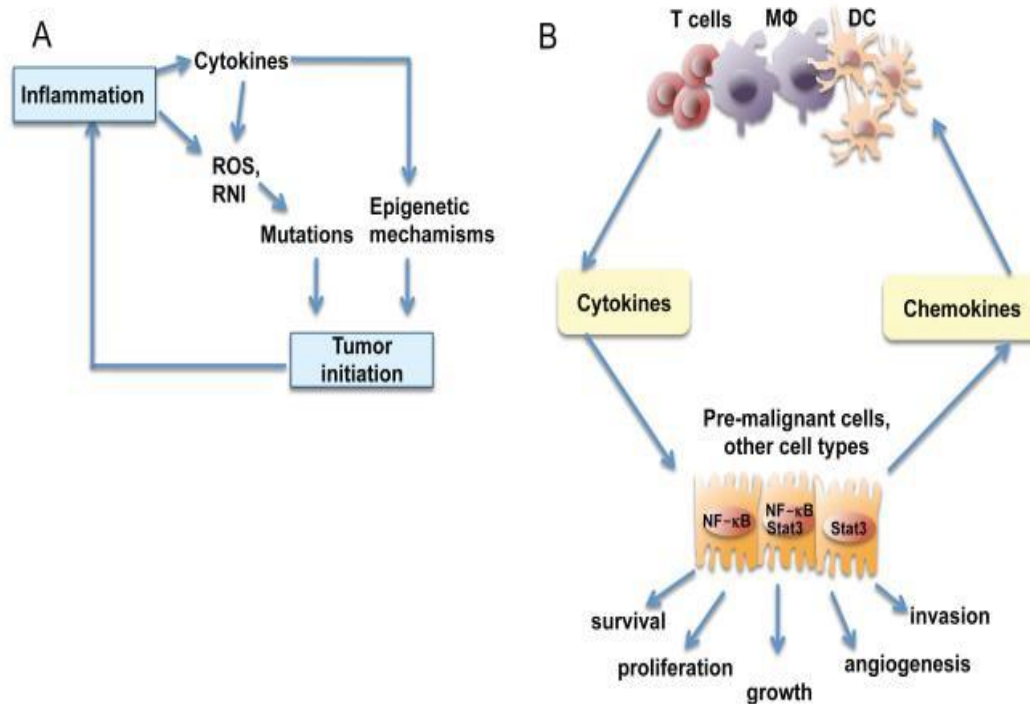 A
Cytokines
Inflammation
ROS,
RNI
Mutations
Epigenetic
mechamisms
Tumor
initiation
B
T cells
MΦ
DC
Cytokines
Chemokines
Pre-malignant cells,
other cell types
NF-κB
NF-κB
Stat3
Stat3
survival
proliferation
growth
angiogenesis
invasion